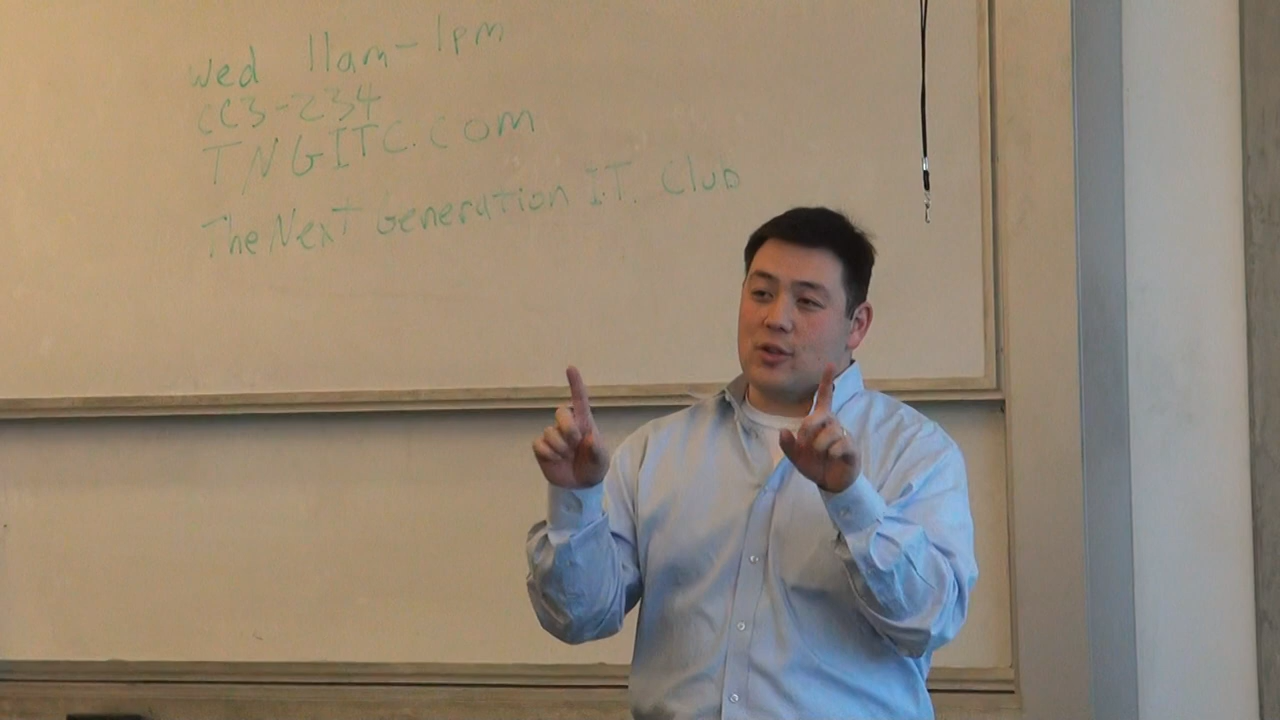 Wed 11am-1pm
CC3-234
TNGITC.com
The Next Generation I.T. Club